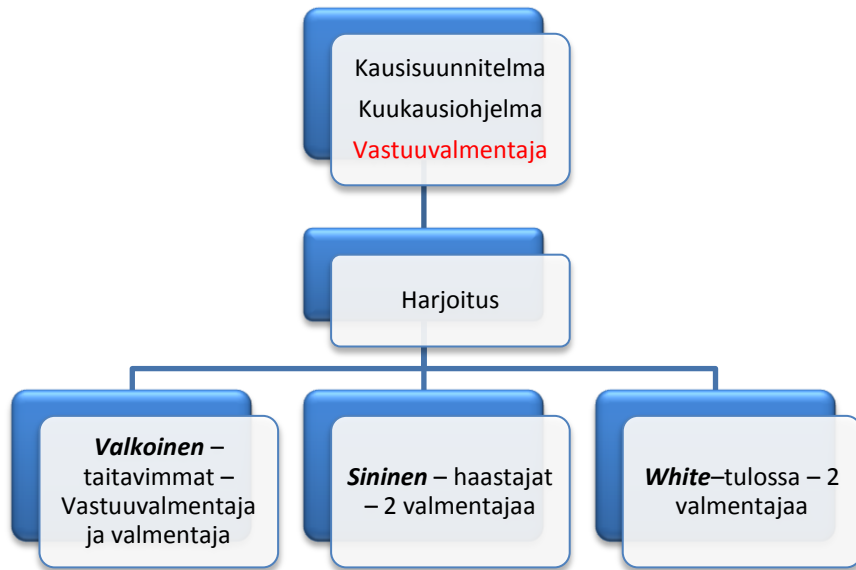 Kausisuunnitelma
Kuukausiohjelma
Vastuuvalmentaja
Harjoitus
Valkoinen –
taitavimmat –
Vastuuvalmentaja
ja valmentaja
Sininen – haastajat
– 2 valmentajaa
White–tulossa – 2
valmentajaa